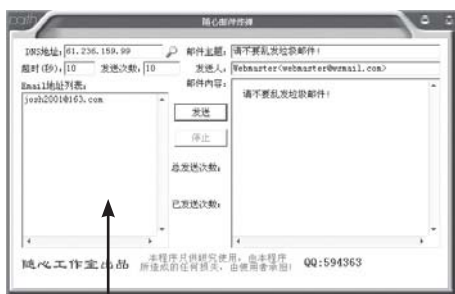 随心邮件炸弹
DNS地址：61.236.159.99
邮件主题：请不要乱发垃圾邮件！
超时(秒)：10 发送次数：10
发送人：Webmaster<webmaster@wrmail.com>
Email地址列表：
邮件内容：
josh2001@163.com
请不要乱发垃圾邮件！
发送
停止
总发送次数：
已发送次数：
随心工作室出品
本程序只供研究使用，由本程序
所造成的任何损失，由使用者承担！
QQ:594363